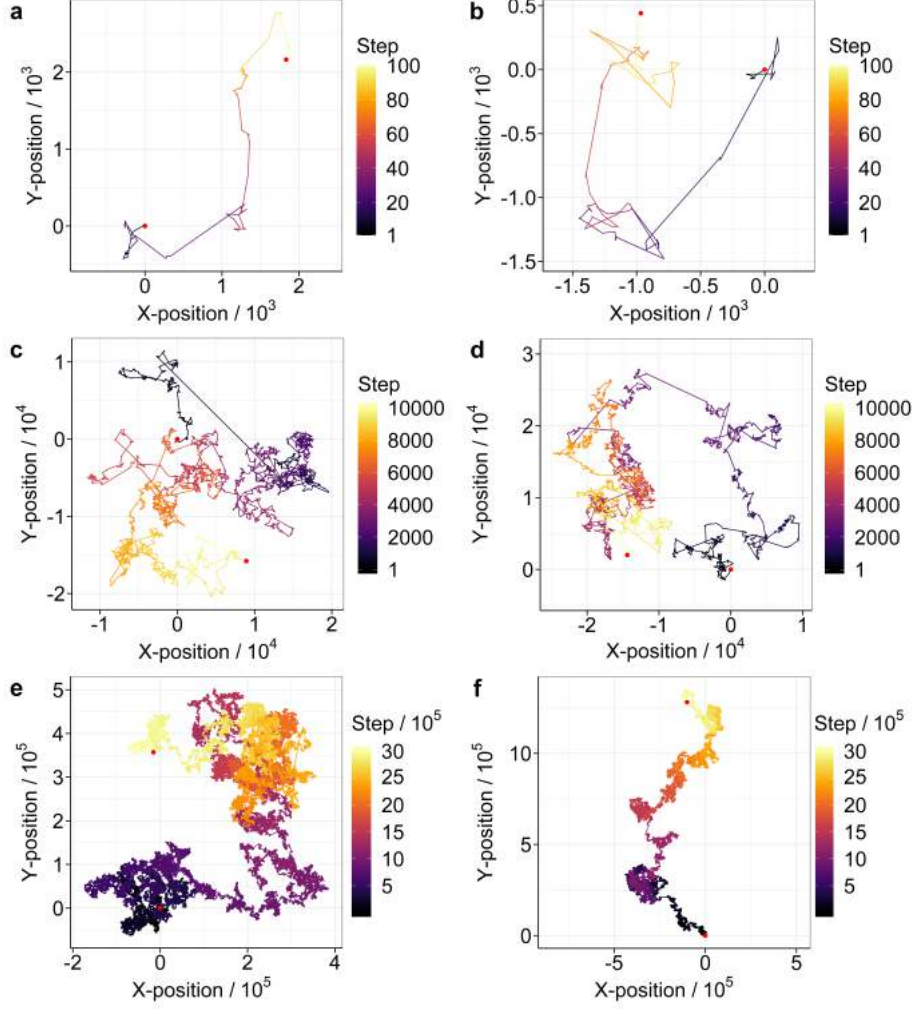 a
Y-position / 10³
2
1
0
0 1 2
X-position / 10³
Step
100
80
60
40
20
1
b
Y-position / 10³
0.5
0.0
-0.5
-1.0
-1.5
-1.5 -1.0 -0.5 0.0
X-position / 10³
Step
100
80
60
40
20
1
c
Y-position / 10⁴
1
0
-1
-2
-1 0 1 2
X-position / 10⁴
Step
10000
8000
6000
4000
2000
1
d
Y-position / 10⁴
3
2
1
0
-2 -1 0 1
X-position / 10⁴
Step
10000
8000
6000
4000
2000
1
e
Y-position / 10⁵
5
4
3
2
1
0
-2 0 2 4
X-position / 10⁵
Step / 10⁵
30
25
20
15
10
5
f
Y-position / 10⁵
10
5
0
-5 0 5
X-position / 10⁵
Step / 10⁵
30
25
20
15
10
5